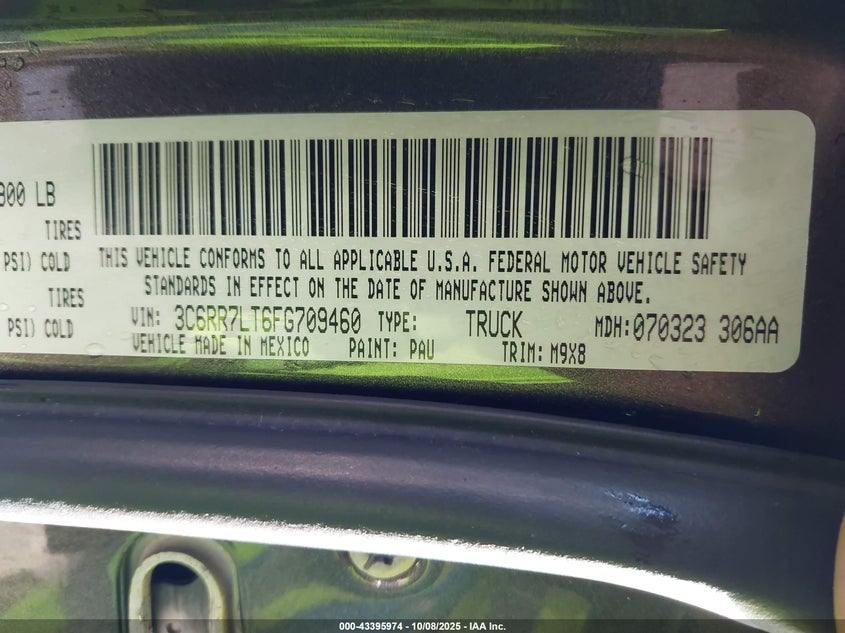 800 LB
TIRES
PSI) COLD
TIRES
PSI) COLD
THIS VEHICLE CONFORMS TO ALL APPLICABLE U.S.A. FEDERAL MOTOR VEHICLE SAFETY
STANDARDS IN EFFECT ON THE DATE OF MANUFACTURE SHOWN ABOVE.
VIN: 3C6RR7LT6FG709460 TYPE: TRUCK MDH:070323 306AA
VEHICLE MADE IN MEXICO PAINT: PAU TRIM: M9X8
000-43395974 - 10/08/2025 - IAA Inc.